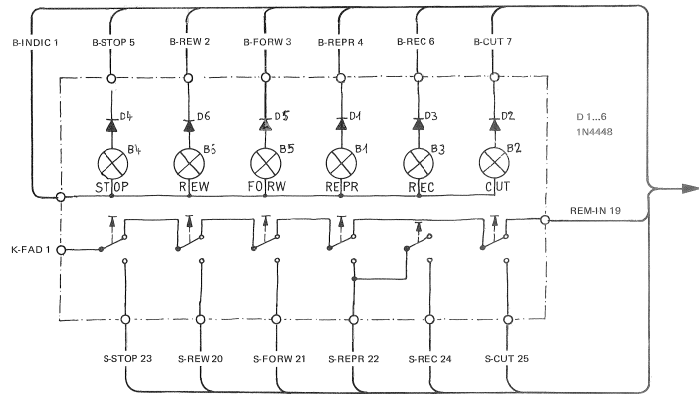 B-INDIC 1 B-STOP 5 B-REW 2 B-FORW 3 B-REPR 4 B-REC 6 B-CUT 7
D4 D6 D5 D1 D3 D2 D 1...6
1N4448
B4 B6 B5 B1 B3 B2
STOP REW FORW REPR REC CUT
REM-IN 19
K-FAD 1
S-STOP 23 S-REW 20 S-FORW 21 S-REPR 22 S-REC 24 S-CUT 25